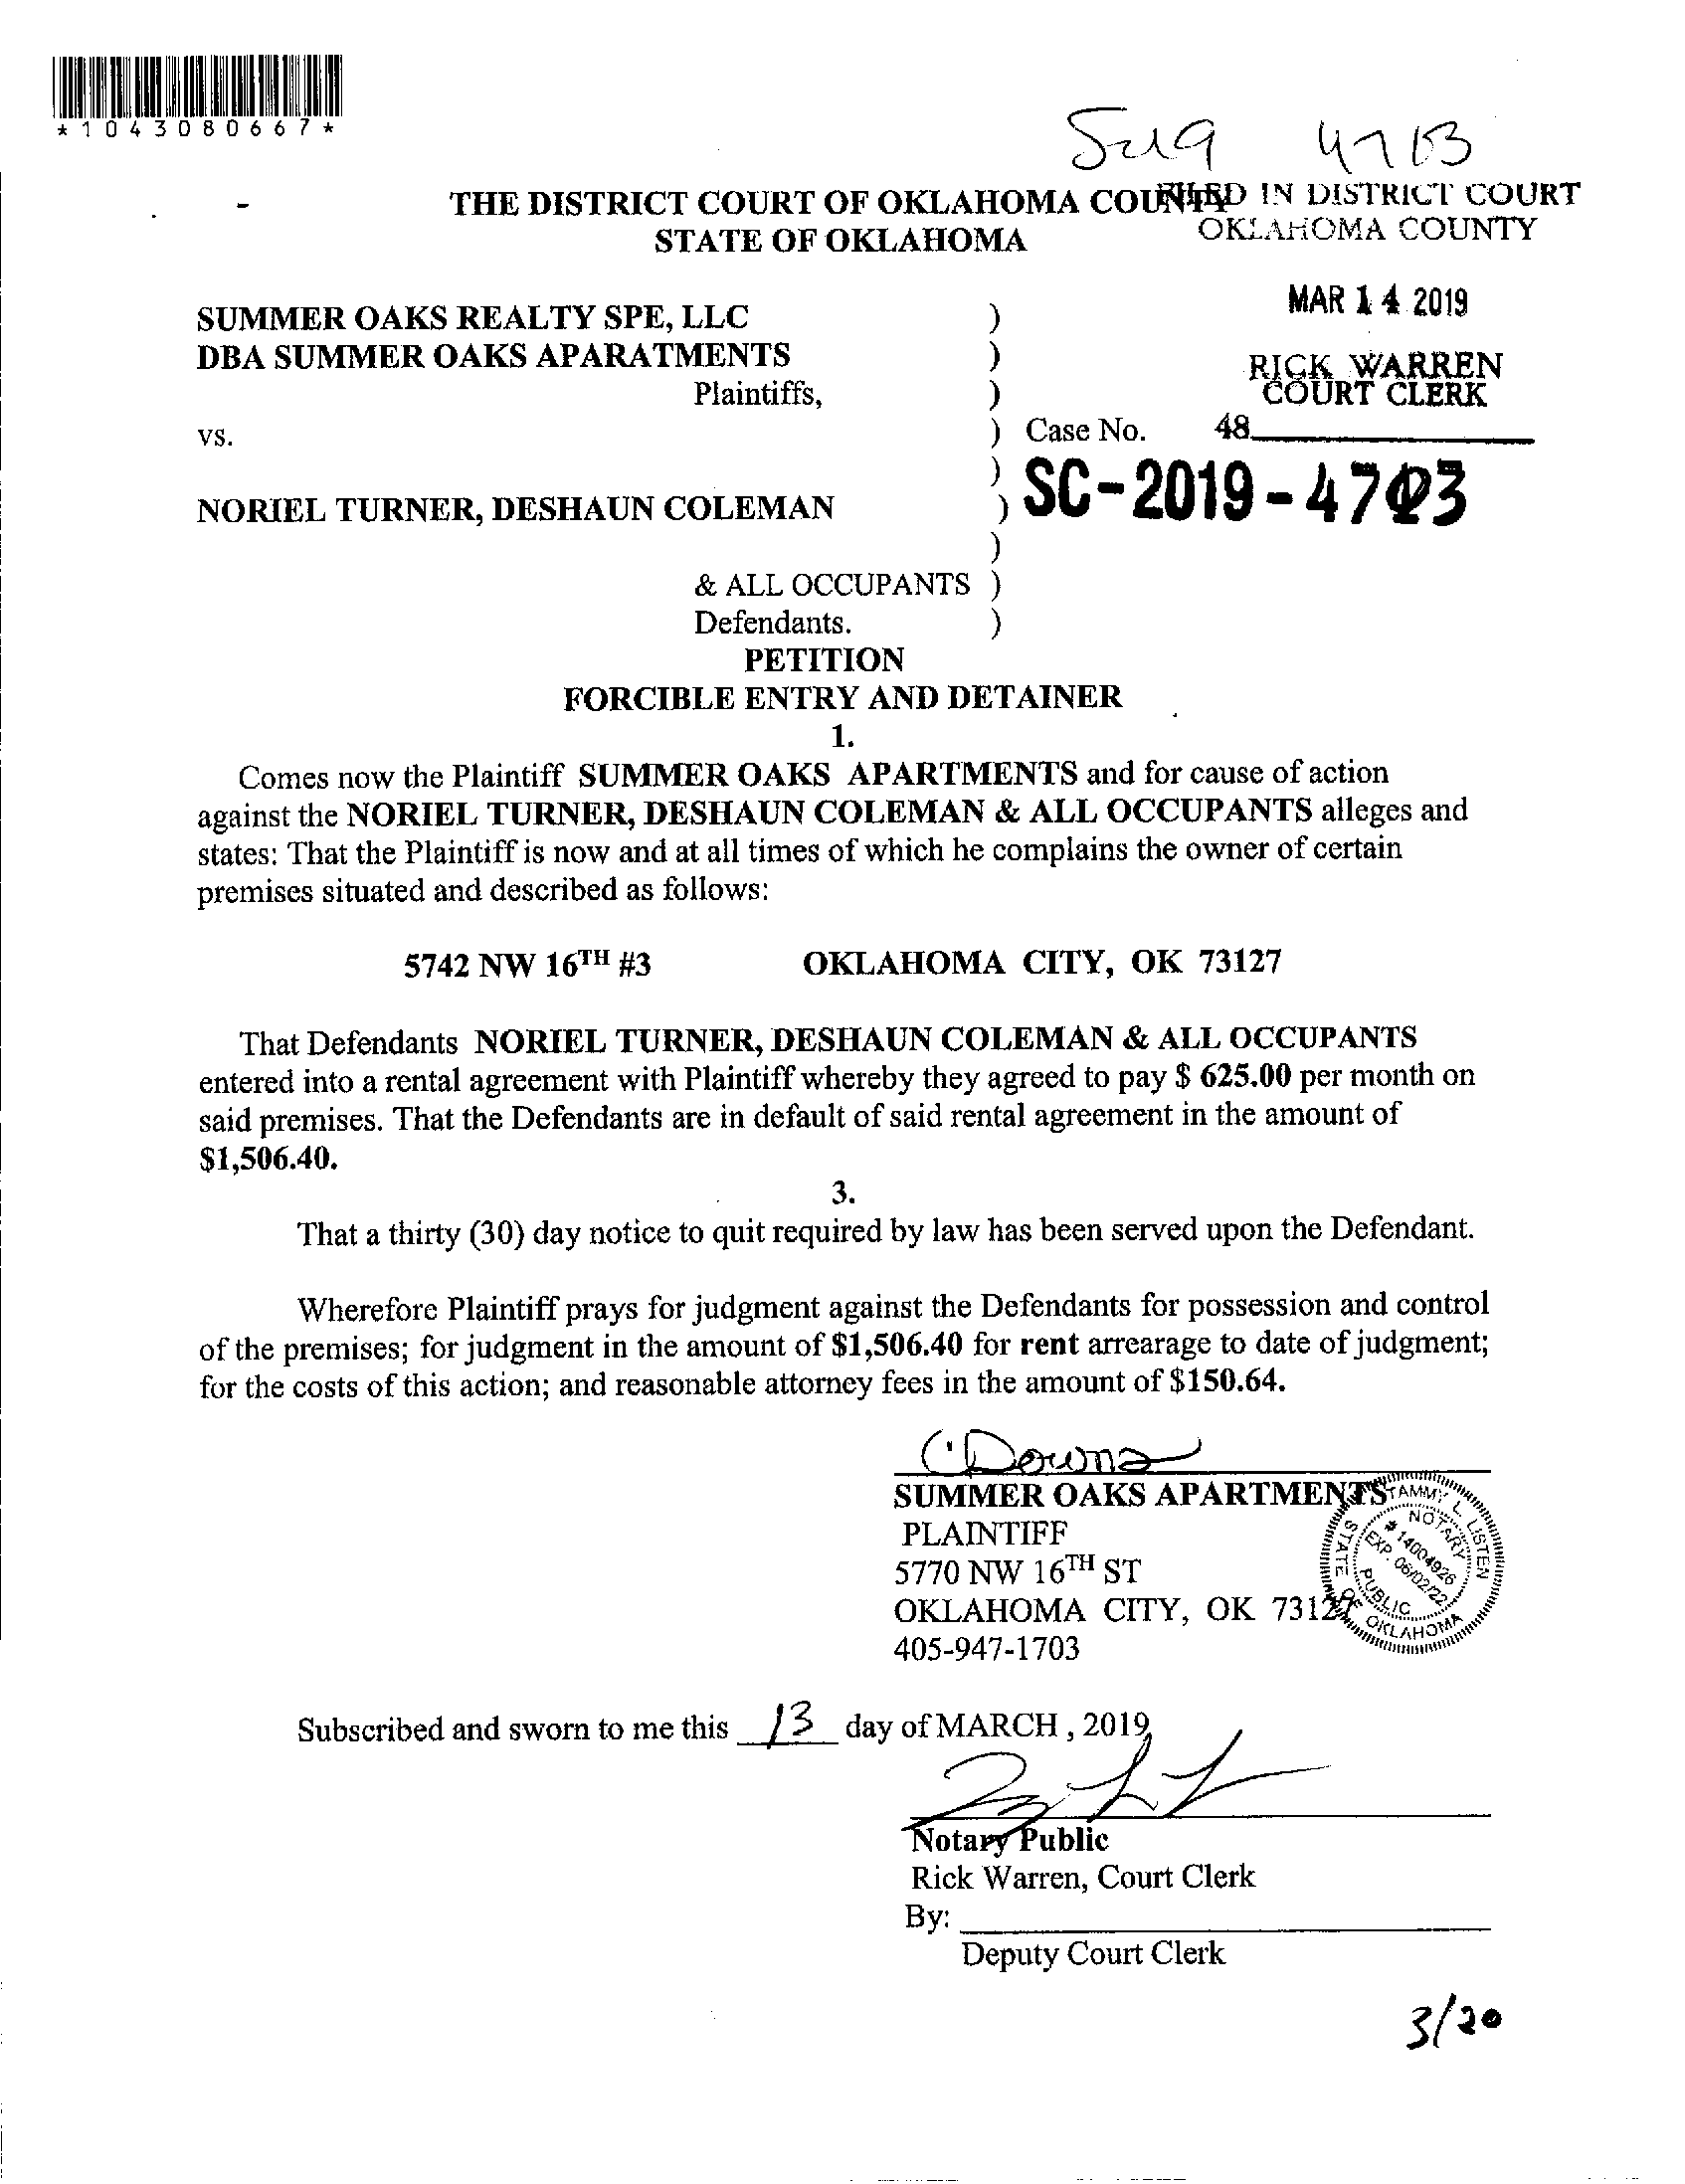 *1043080667*
THE DISTRICT COURT OF OKLAHOMA COUNTY
STATE OF OKLAHOMA
FILED IN DISTRICT COURT
OKLAHOMA COUNTY
MAR 14 2019
RICK WARREN
COURT CLERK
48
SUMMER OAKS REALTY SPE, LLC )
DBA SUMMER OAKS APARATMENTS )
Plaintiffs, )
vs. ) Case No.
)
NORIEL TURNER, DESHAUN COLEMAN ) SC-2019-4703
)
& ALL OCCUPANTS )
Defendants. )
PETITION
FORCIBLE ENTRY AND DETAINER
1.
Comes now the Plaintiff SUMMER OAKS APARTMENTS and for cause of action
against the NORIEL TURNER, DESHAUN COLEMAN & ALL OCCUPANTS alleges and
states: That the Plaintiff is now and at all times of which he complains the owner of certain
premises situated and described as follows:
5742 NW 16TH #3 OKLAHOMA CITY, OK 73127
That Defendants NORIEL TURNER, DESHAUN COLEMAN & ALL OCCUPANTS
entered into a rental agreement with Plaintiff whereby they agreed to pay $ 625.00 per month on
said premises. That the Defendants are in default of said rental agreement in the amount of
$1,506.40.
3.
That a thirty (30) day notice to quit required by law has been served upon the Defendant.
Wherefore Plaintiff prays for judgment against the Defendants for possession and control
of the premises; for judgment in the amount of $1,506.40 for rent arrearage to date of judgment;
for the costs of this action; and reasonable attorney fees in the amount of $150.64.
C Downs
SUMMER OAKS APARTMENTS
PLAINTIFF
5770 NW 16TH ST
OKLAHOMA CITY, OK 73127
405-947-1703
TAMMY L. LISTEN
NOTARY
# 14004926
EXP. 06/02/22
PUBLIC
STATE OF OKLAHOMA
Subscribed and sworn to me this 13 day of MARCH , 2019
Notary Public
Rick Warren, Court Clerk
By:
Deputy Court Clerk
3/20